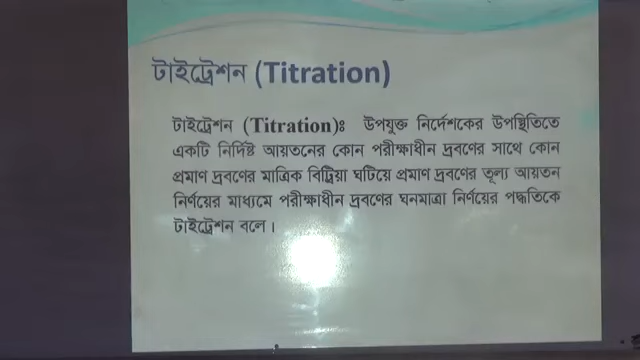 টাইট্রেশন (Titration)
টাইট্রেশন (Titration)ঃ উপযুক্ত নির্দেশকের উপস্থিতিতে
একটি নির্দিষ্ট আয়তনের কোন পরীক্ষাধীন দ্রবণের সাথে কোন
প্রমাণ দ্রবণের মাত্রিক বিট্রিয়া ঘটিয়ে প্রমাণ দ্রবণের তূল্য আয়তন
নির্ণয়ের মাধ্যমে পরীক্ষাধীন দ্রবণের ঘনমাত্রা নির্ণয়ের পদ্ধতিকে
টাইট্রেশন বলে।